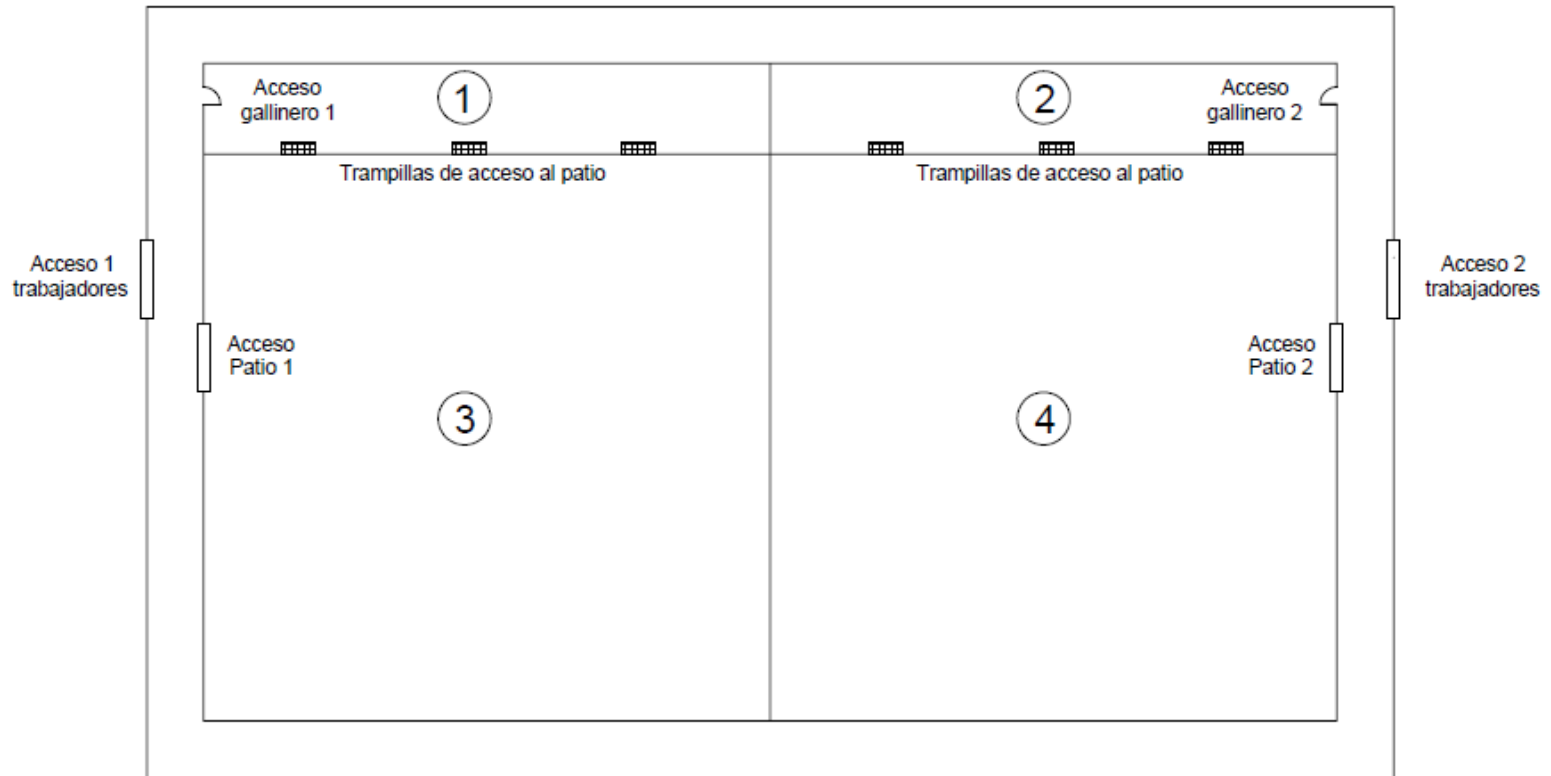 Acceso
gallinero 1
1
2
Acceso
gallinero 2
Trampillas de acceso al patio
Trampillas de acceso al patio
Acceso 1
trabajadores
Acceso 2
trabajadores
Acceso
Patio 1
Acceso
Patio 2
3
4